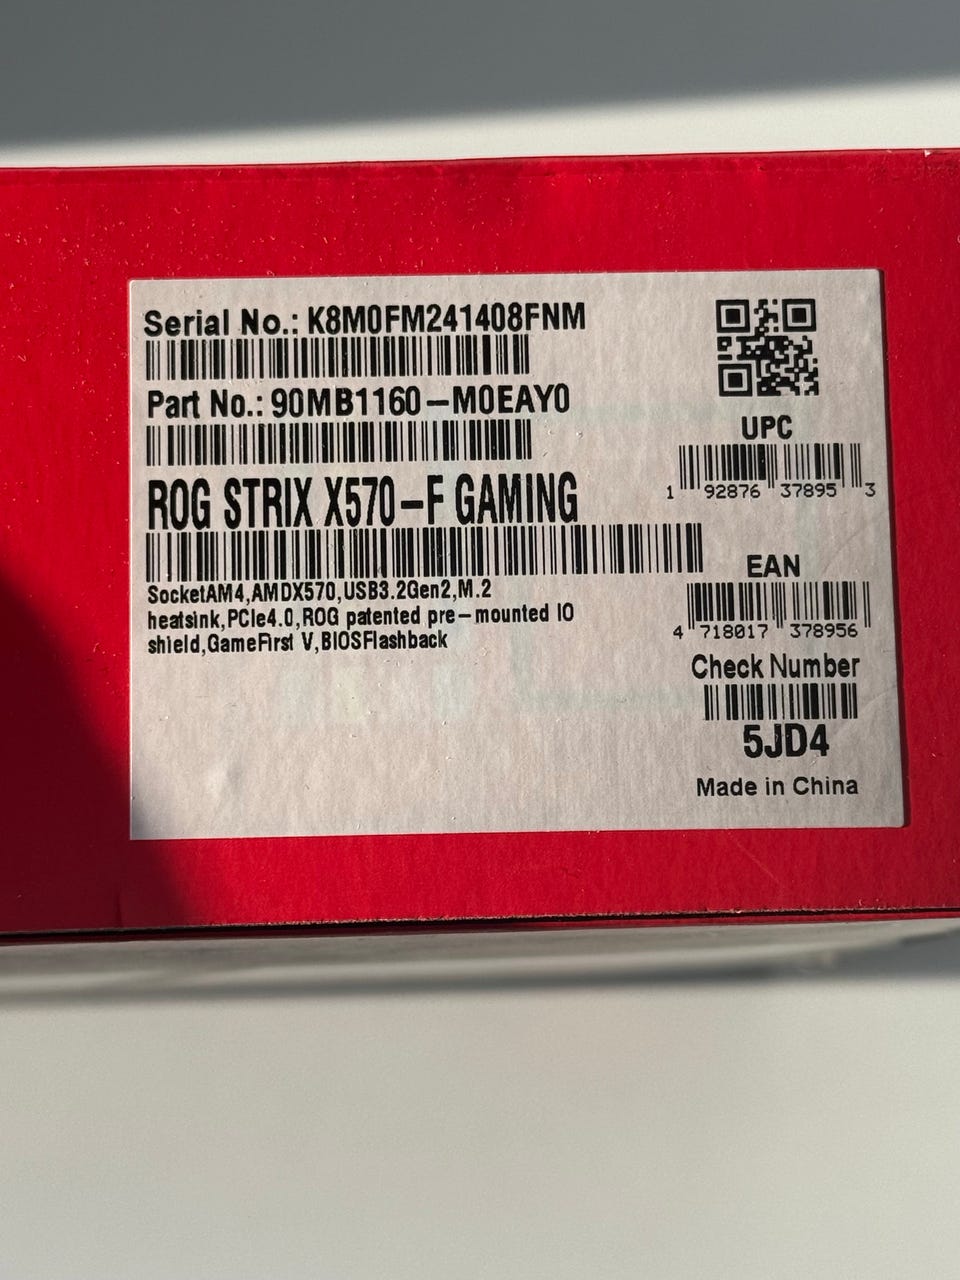 Serial No.: K8M0FM241408FNM
Part No.: 90MB1160-M0EAY0
ROG STRIX X570-F GAMING
SocketAM4,AMDX570,USB3.2Gen2,M.2
heatsink,PCIe4.0,ROG patented pre-mounted IO
shield,GameFirst V,BIOSFlashback
UPC
1 92876 37895 3
EAN
4 718017 378956
Check Number
5JD4
Made in China